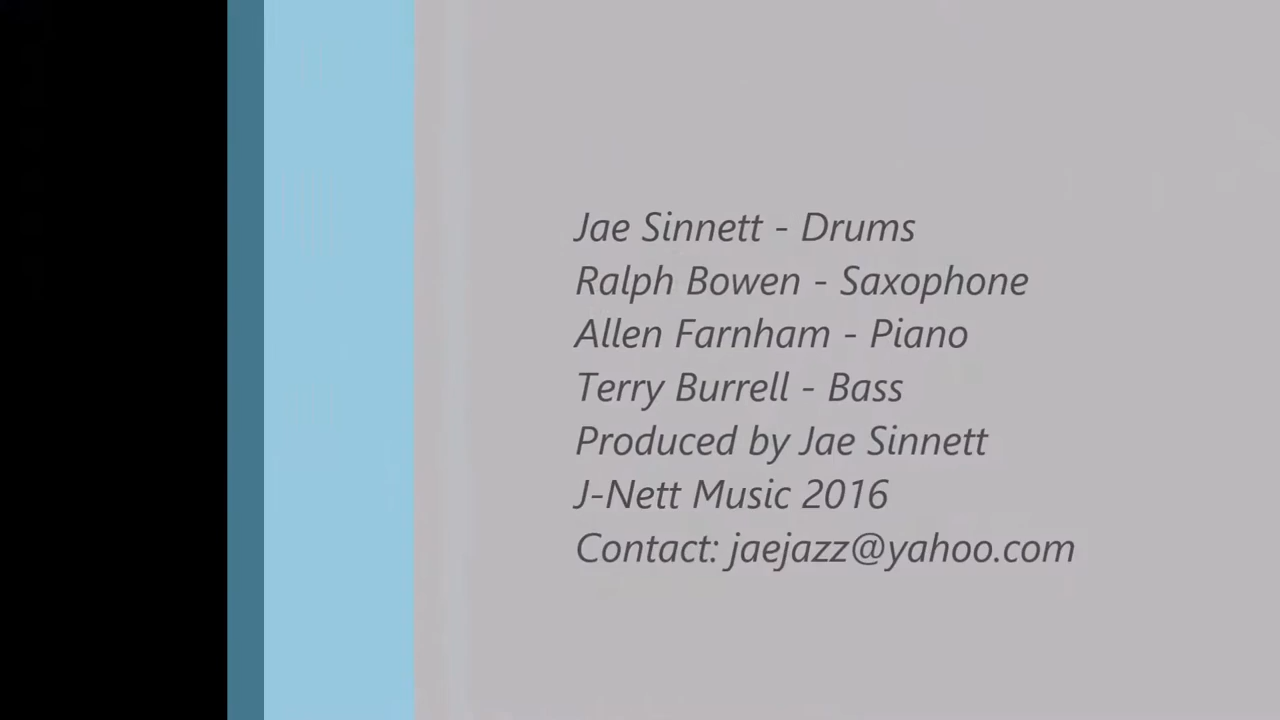 Jae Sinnett - Drums
Ralph Bowen - Saxophone
Allen Farnham - Piano
Terry Burrell - Bass
Produced by Jae Sinnett
J-Nett Music 2016
Contact: jaejazz@yahoo.com